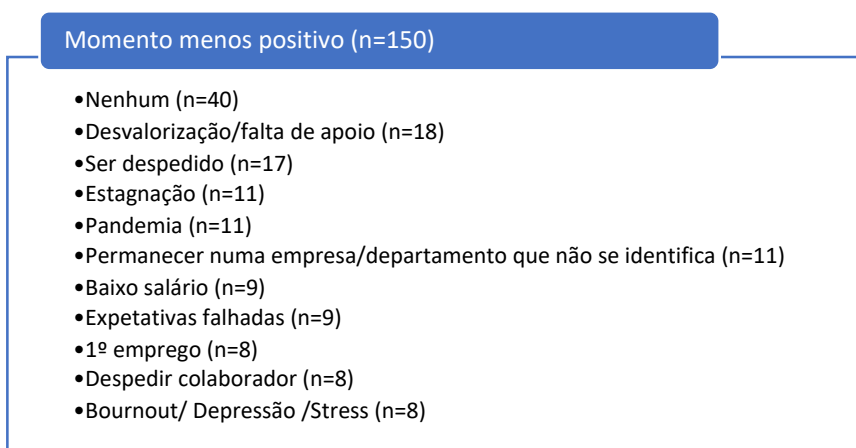 Momento menos positivo (n=150)
•Nenhum (n=40)
•Desvalorização/falta de apoio (n=18)
•Ser despedido (n=17)
•Estagnação (n=11)
•Pandemia (n=11)
•Permanecer numa empresa/departamento que não se identifica (n=11)
•Baixo salário (n=9)
•Expetativas falhadas (n=9)
•1º emprego (n=8)
•Despedir colaborador (n=8)
•Bournout/ Depressão /Stress (n=8)